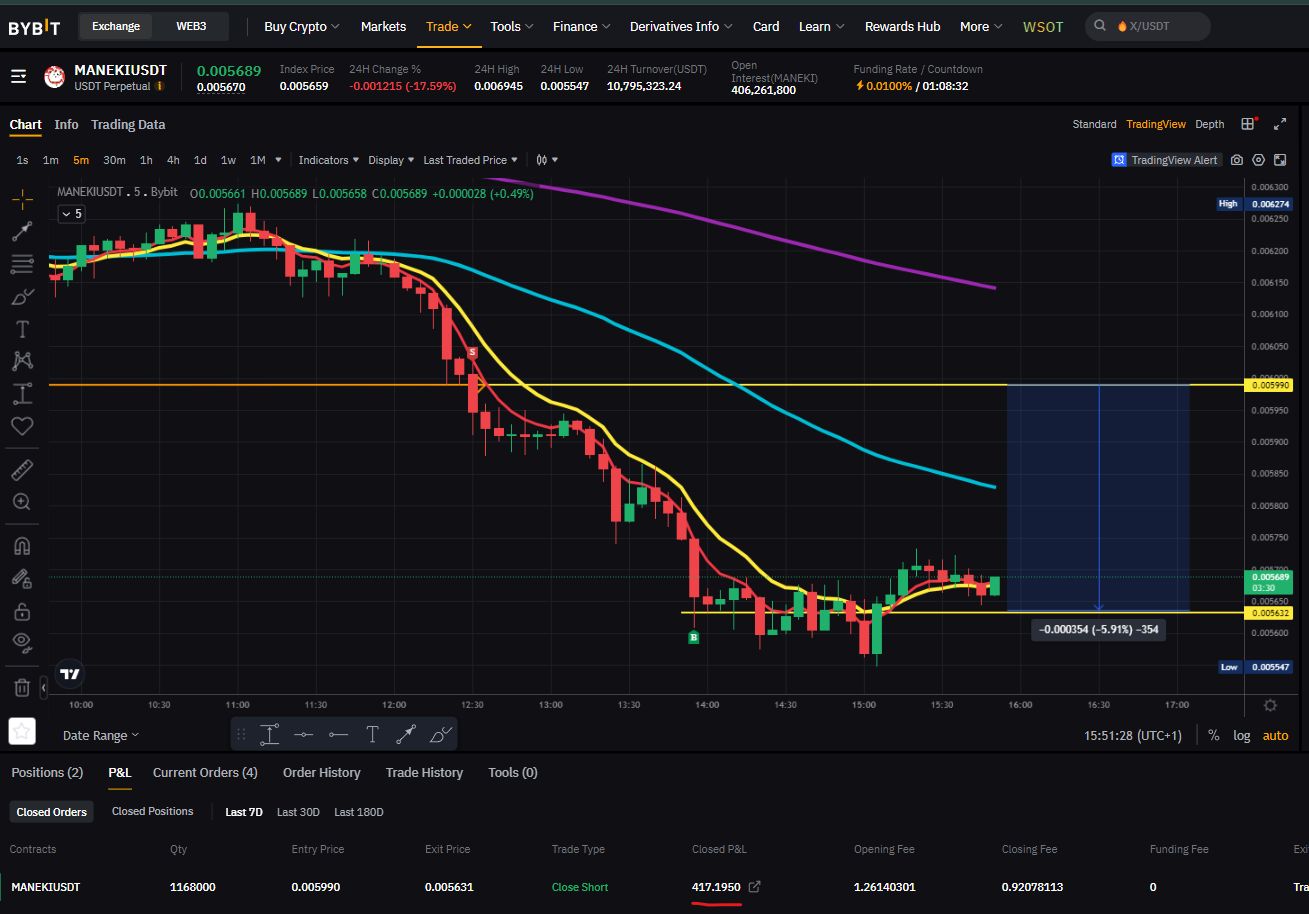 BYBIT Exchange WEB3 Buy Crypto Markets Trade Tools Finance Derivatives Info Card Learn Rewards Hub More WSOT X/USDT
MANEKIUSDT 0.005689 Index Price 24H Change % 24H High 24H Low 24H Turnover(USDT) Open Interest(MANEKI) Funding Rate / Countdown
USDT Perpetual 0.005670 0.005659 -0.001215 (-17.59%) 0.006945 0.005547 10,795,323.24 406,261,800 0.0100% / 01:08:32
Chart Info Trading Data Standard TradingView Depth
1s 1m 5m 30m 1h 4h 1d 1w 1M Indicators Display Last Traded Price TradingView Alert
MANEKIUSDT . 5 . Bybit O0.005661 H0.005689 L0.005658 C0.005689 +0.000028 (+0.49%)
5
0.006300
High 0.006274
0.006250
0.006200
0.006150
0.006100
0.006050
S
0.006000
0.005990
0.005950
0.005900
0.005850
0.005800
0.005750
0.005700
0.005689
03:30
0.005650
0.005632
−0.000354 (−5.91%) −354
0.005600
B
Low 0.005547
10:00 10:30 11:00 11:30 12:00 12:30 13:00 13:30 14:00 14:30 15:00 15:30 16:00 16:30 17:00
Date Range 15:51:28 (UTC+1) % log auto
Positions (2) P&L Current Orders (4) Order History Trade History Tools (0)
Closed Orders Closed Positions Last 7D Last 30D Last 180D
Contracts Qty Entry Price Exit Price Trade Type Closed P&L Opening Fee Closing Fee Funding Fee Exi
MANEKIUSDT 1168000 0.005990 0.005631 Close Short 417.1950 1.26140301 0.92078113 0 Tra